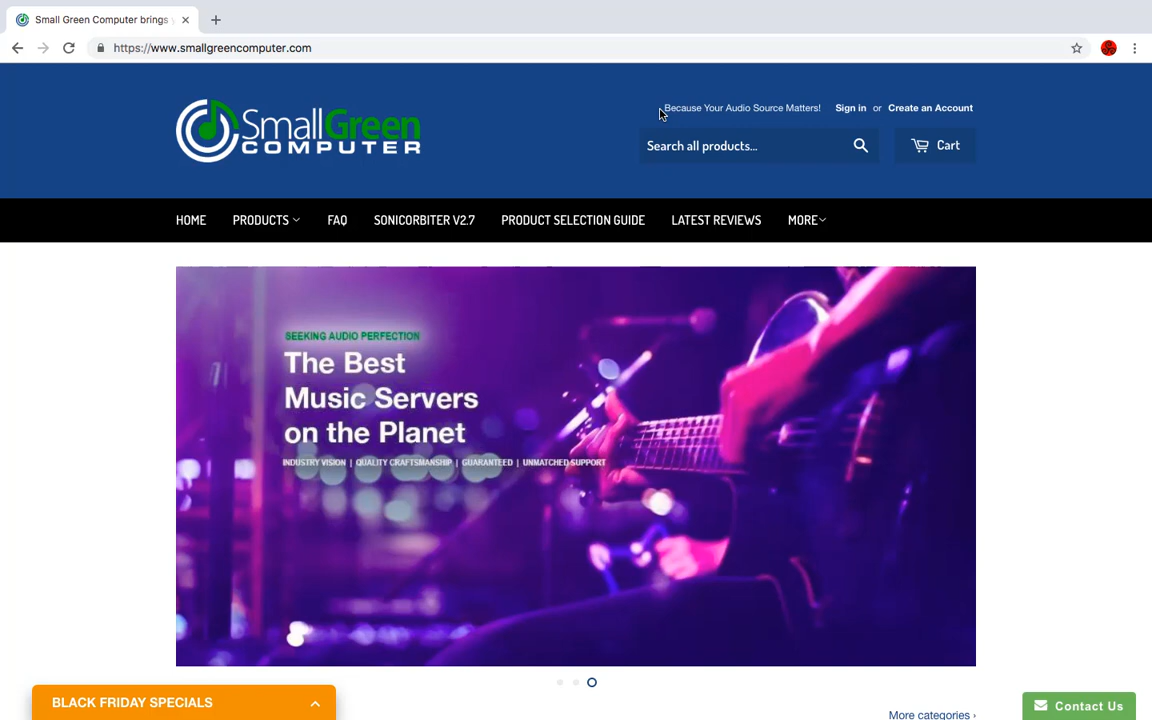 Small Green Computer brings
https://www.smallgreencomputer.com
SmallGreen
COMPUTER
Because Your Audio Source Matters! Sign in or Create an Account
Search all products...
Cart
HOME PRODUCTS FAQ SONICORBITER V2.7 PRODUCT SELECTION GUIDE LATEST REVIEWS MORE
SEEKING AUDIO PERFECTION
The Best
Music Servers
on the Planet
INDUSTRY VISION | QUALITY CRAFTSMANSHIP | GUARANTEED | UNMATCHED SUPPORT
BLACK FRIDAY SPECIALS
More categories ›
Contact Us